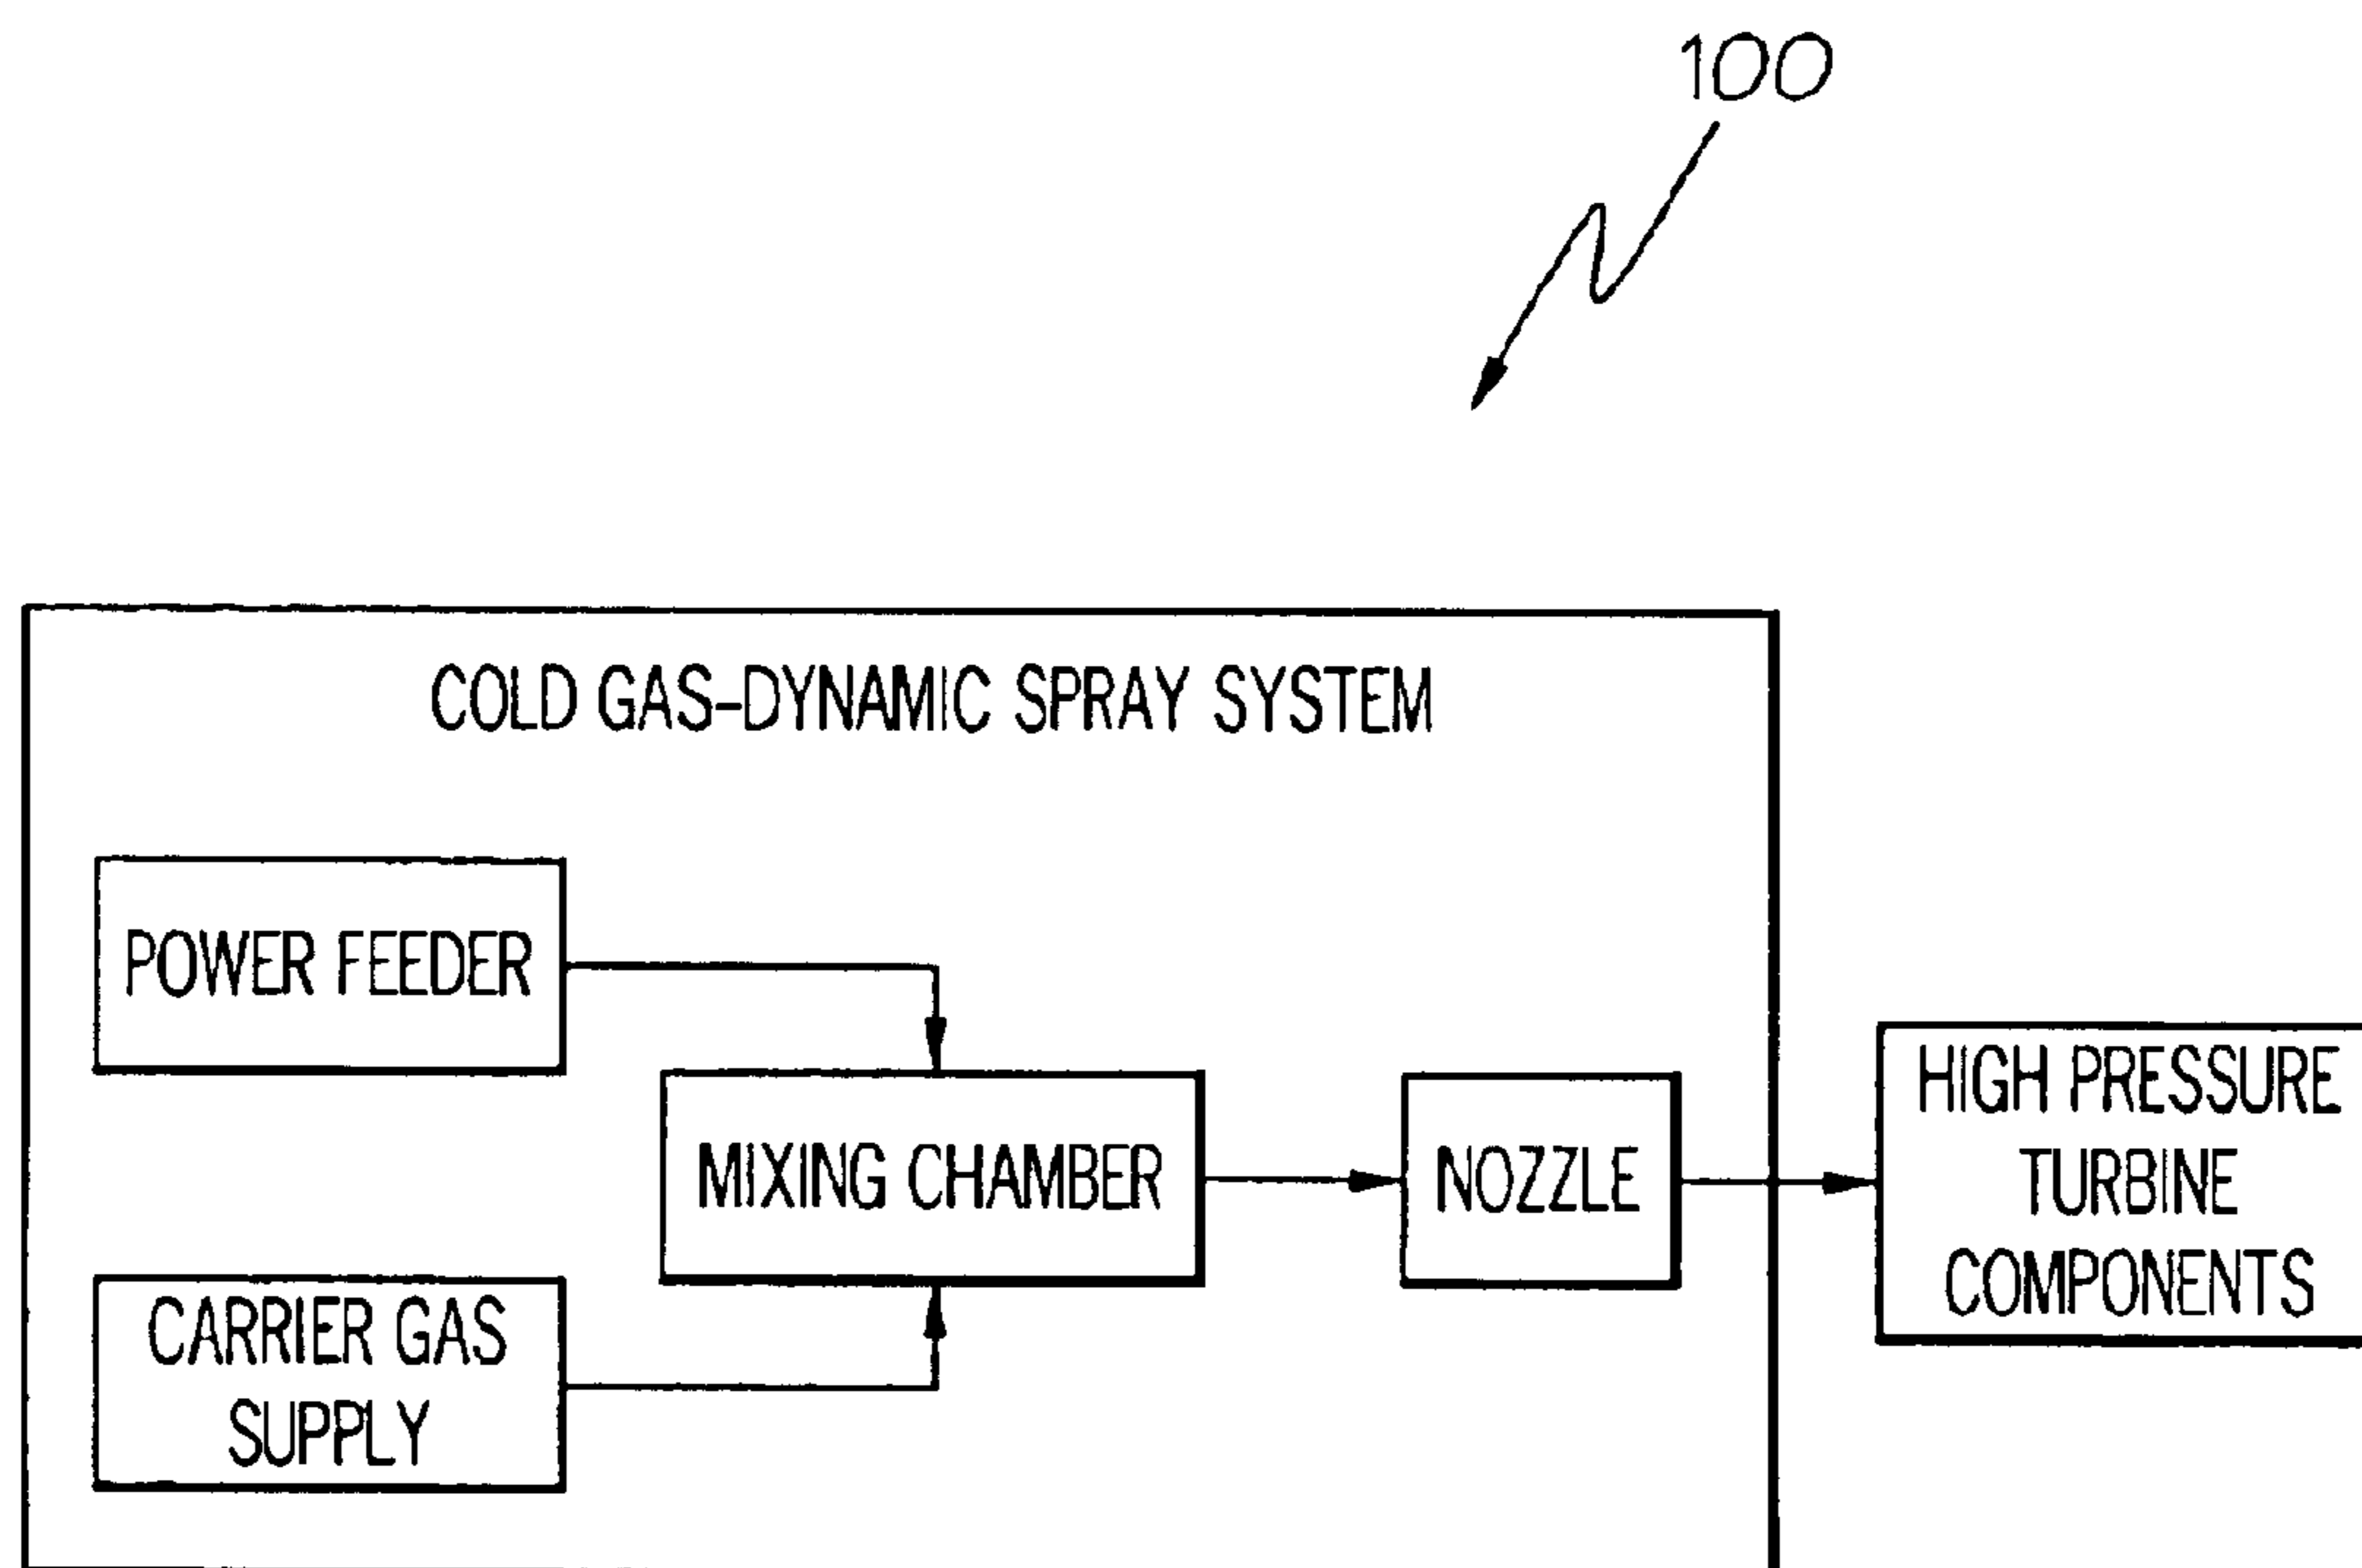 100
COLD GAS-DYNAMIC SPRAY SYSTEM
POWER FEEDER
MIXING CHAMBER
NOZZLE
HIGH PRESSURE
TURBINE
COMPONENTS
CARRIER GAS
SUPPLY